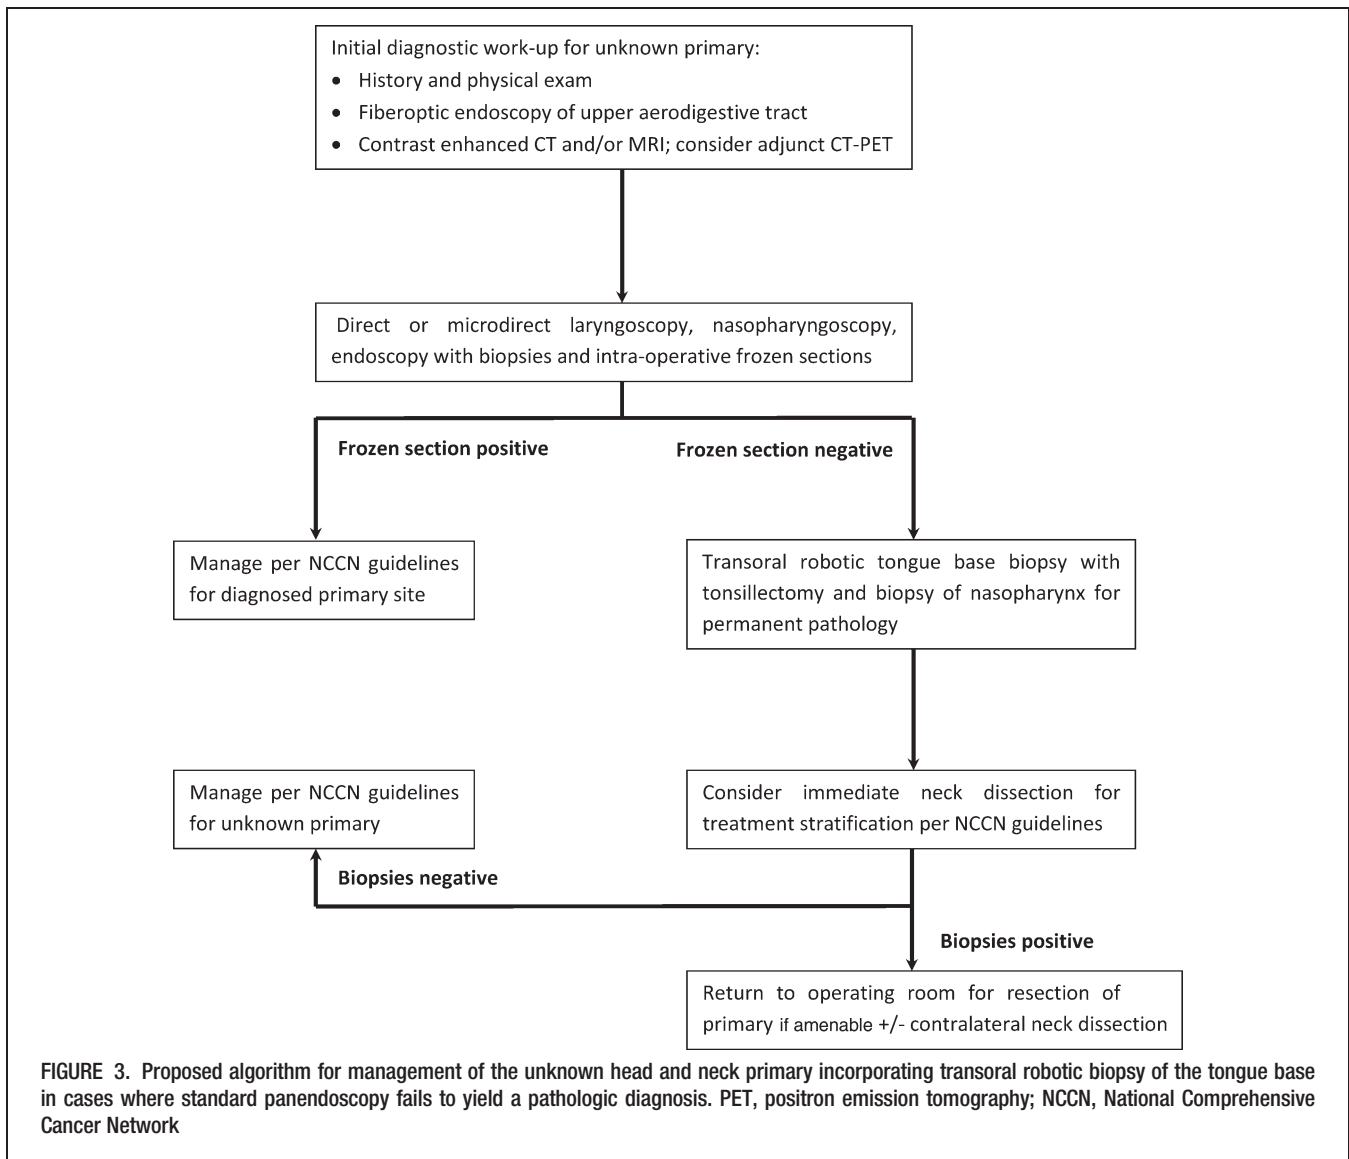 Initial diagnostic work-up for unknown primary:
• History and physical exam
• Fiberoptic endoscopy of upper aerodigestive tract
• Contrast enhanced CT and/or MRI; consider adjunct CT-PET
Direct or microdirect laryngoscopy, nasopharyngoscopy,
endoscopy with biopsies and intra-operative frozen sections
Frozen section positive
Frozen section negative
Manage per NCCN guidelines
for diagnosed primary site
Transoral robotic tongue base biopsy with
tonsillectomy and biopsy of nasopharynx for
permanent pathology
Manage per NCCN guidelines
for unknown primary
Consider immediate neck dissection for
treatment stratification per NCCN guidelines
Biopsies negative
Biopsies positive
Return to operating room for resection of
primary if amenable +/- contralateral neck dissection
FIGURE 3. Proposed algorithm for management of the unknown head and neck primary incorporating transoral robotic biopsy of the tongue base
in cases where standard panendoscopy fails to yield a pathologic diagnosis. PET, positron emission tomography; NCCN, National Comprehensive
Cancer Network